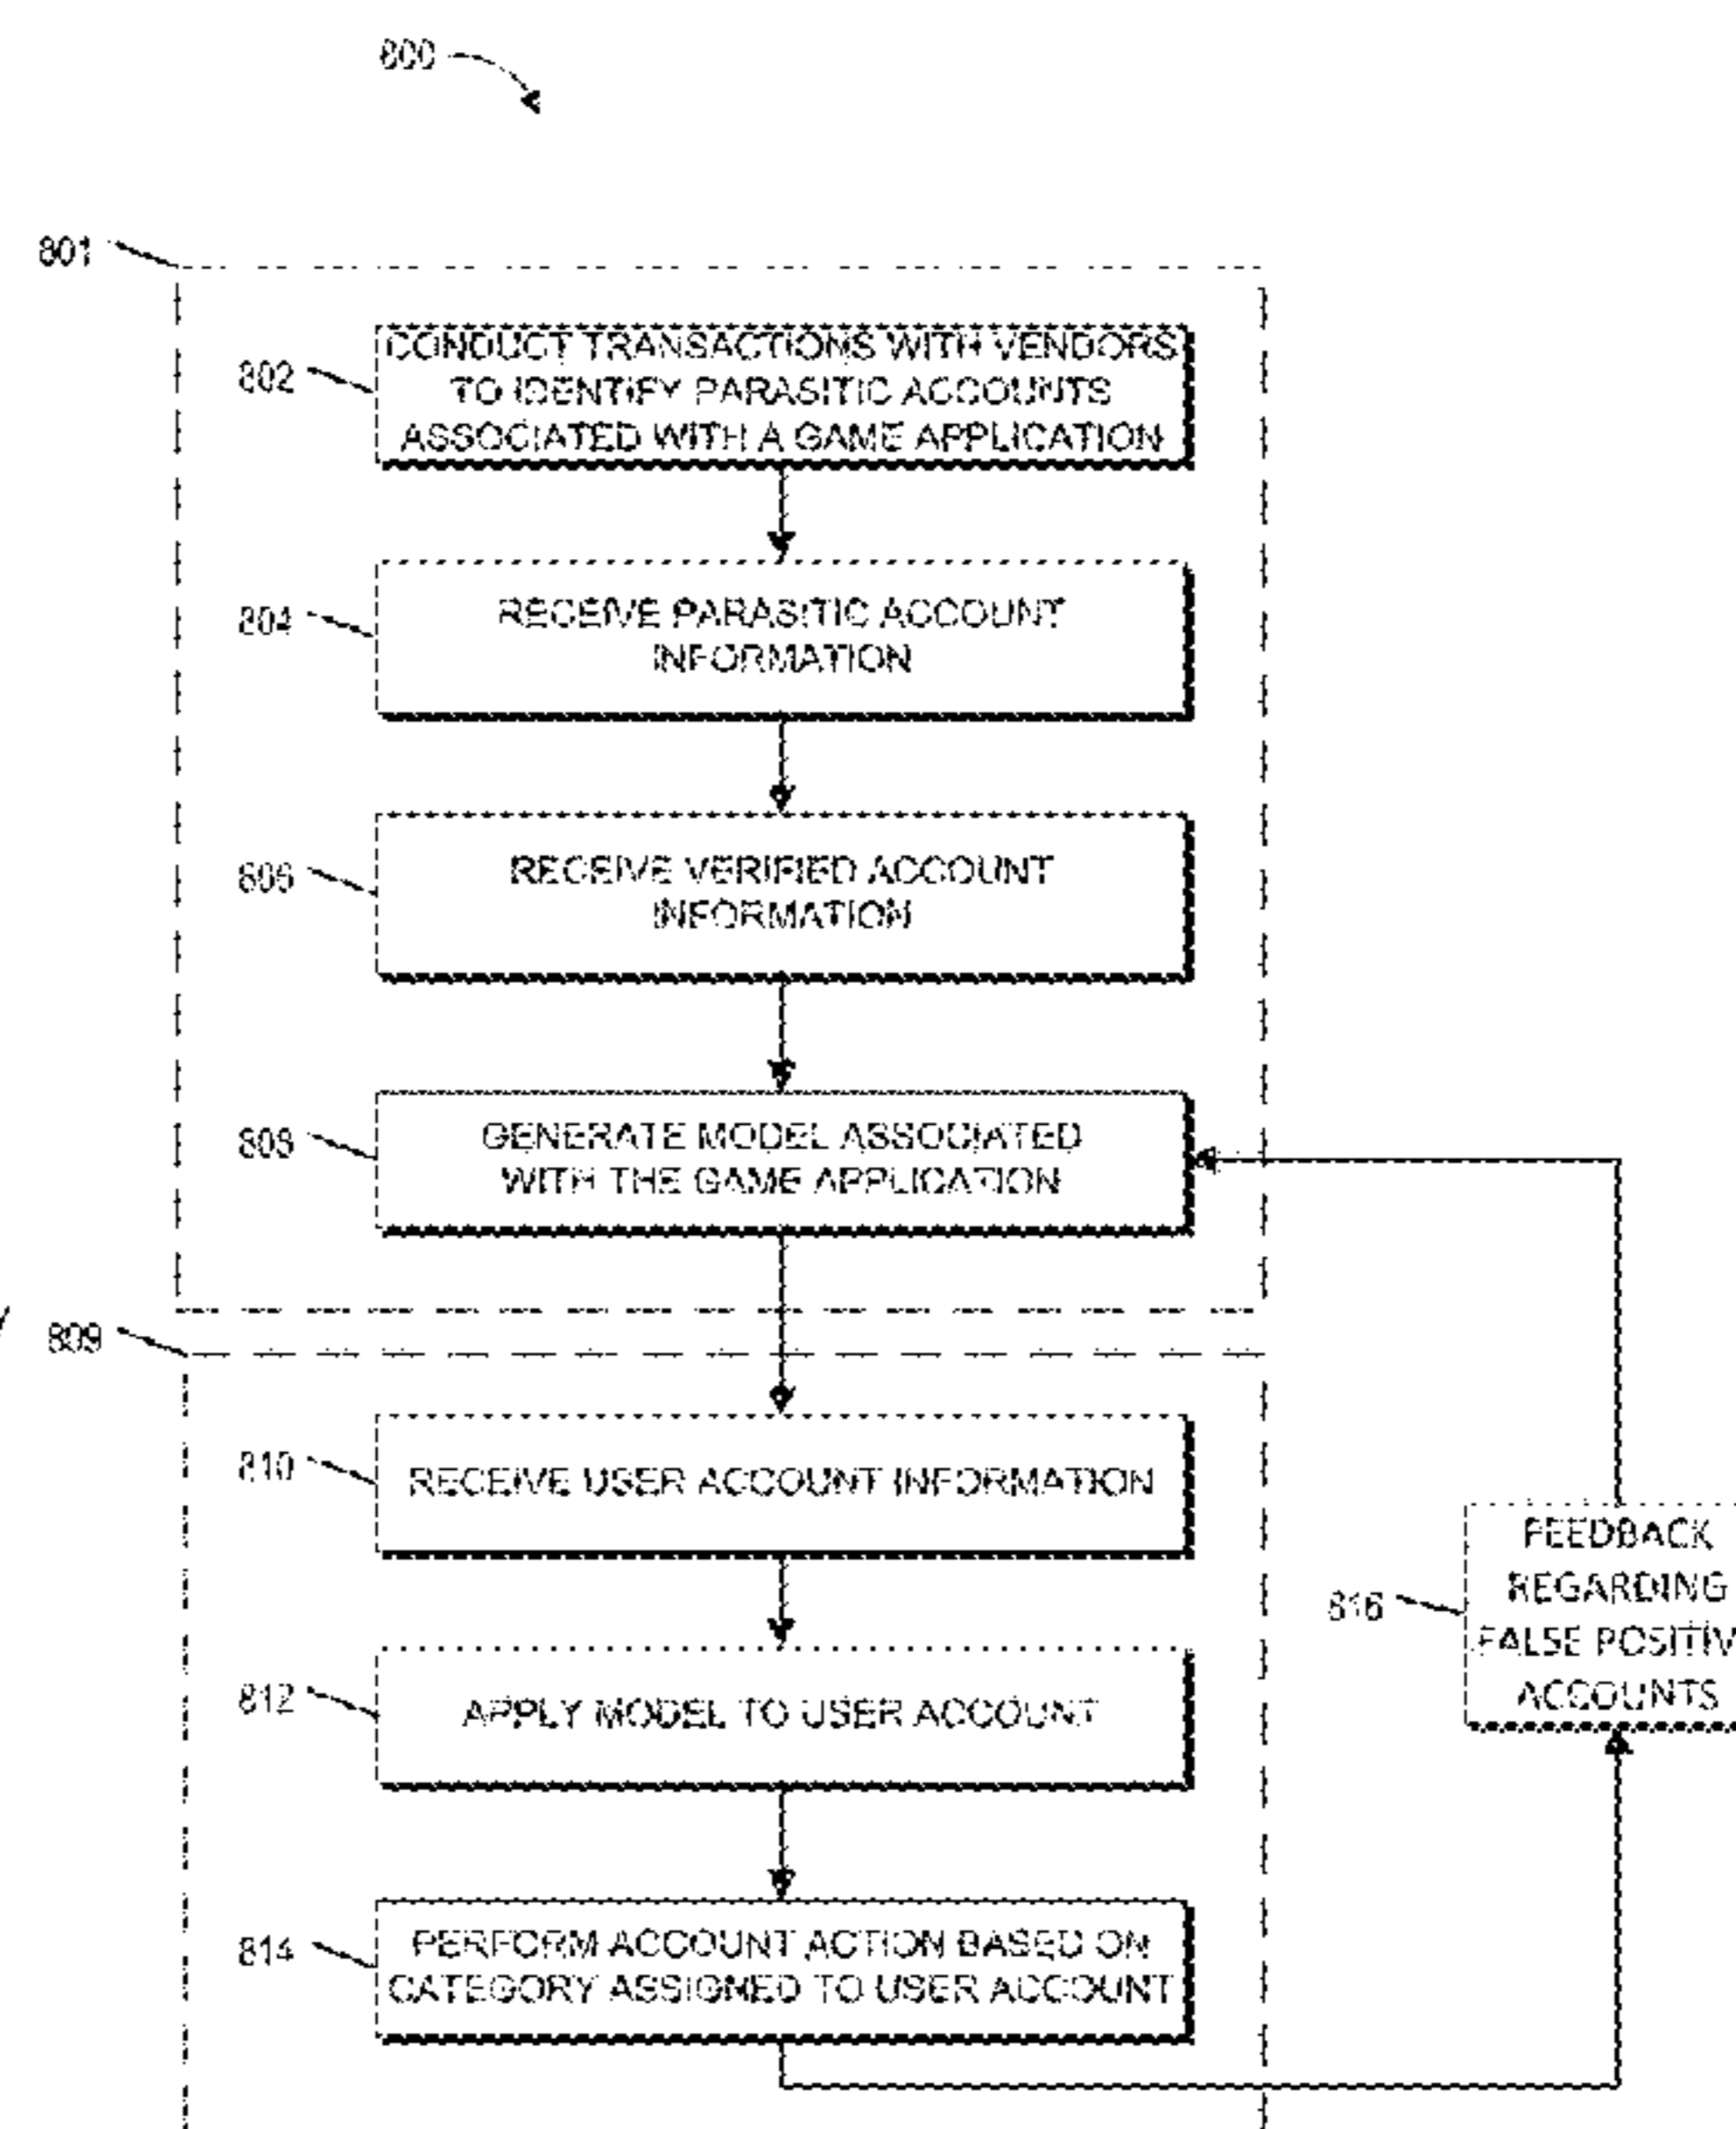 800
801
802
CONDUCT TRANSACTIONS WITH VENDORS
TO IDENTIFY PARASITIC ACCOUNTS
ASSOCIATED WITH A GAME APPLICATION
804
RECEIVE PARASITIC ACCOUNT
INFORMATION
806
RECEIVE VERIFIED ACCOUNT
INFORMATION
808
GENERATE MODEL ASSOCIATED
WITH THE GAME APPLICATION
809
810
RECEIVE USER ACCOUNT INFORMATION
812
APPLY MODEL TO USER ACCOUNT
814
PERFORM ACCOUNT ACTION BASED ON
CATEGORY ASSIGNED TO USER ACCOUNT
816
FEEDBACK
REGARDING
FALSE POSITIV
ACCOUNTS